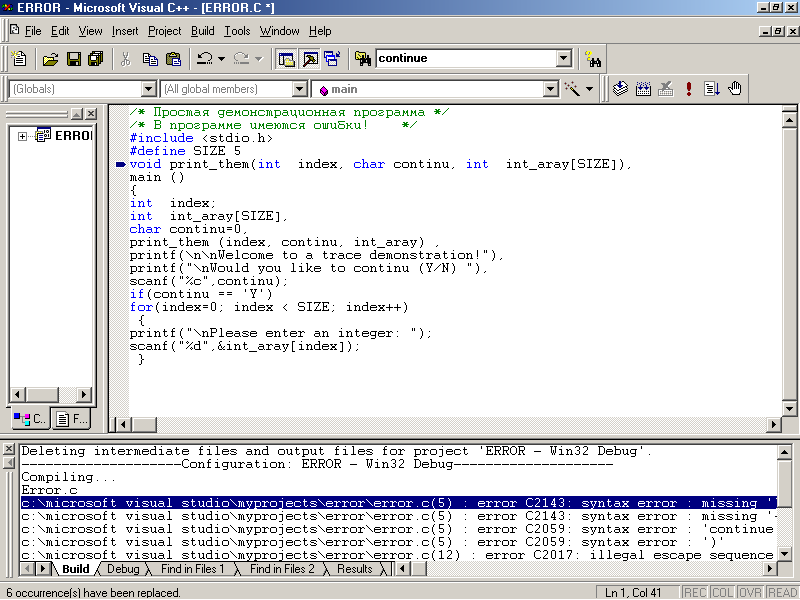 ERROR - Microsoft Visual C++ - [ERROR.C *]
File Edit View Insert Project Build Tools Window Help
continue
(Globals) (All global members) main
ERROI
/* Простая демонстрационная программа */
/* В программе имеются ошибки! */
#include <stdio.h>
#define SIZE 5
void print_them(int index, char continu, int int_aray[SIZE]),
main ()
{
int index;
int int_aray[SIZE],
char continu=0,
print_them (index, continu, int_aray) ,
printf(\n\nWelcome to a trace demonstration!"),
printf("\nWould you like to continu (Y/N) "),
scanf("%c",continu);
if(continu == 'Y')
for(index=0; index < SIZE; index++)
{
printf("\nPlease enter an integer: ");
scanf("%d",&int_aray[index]);
}
C.. F...
Deleting intermediate files and output files for project 'ERROR - Win32 Debug'.
--------------------Configuration: ERROR - Win32 Debug--------------------
Compiling...
Error.c
c:\microsoft visual studio\myprojects\error\error.c(5) : error C2143: syntax error : missing '
c:\microsoft visual studio\myprojects\error\error.c(5) : error C2143: syntax error : missing '
c:\microsoft visual studio\myprojects\error\error.c(5) : error C2059: syntax error : 'continue
c:\microsoft visual studio\myprojects\error\error.c(5) : error C2059: syntax error : ')'
c:\microsoft visual studio\myprojects\error\error.c(12) : error C2017: illegal escape sequence
Build Debug Find in Files 1 Find in Files 2 Results
6 occurrence(s) have been replaced. Ln 1, Col 41 REC COL OVR READ